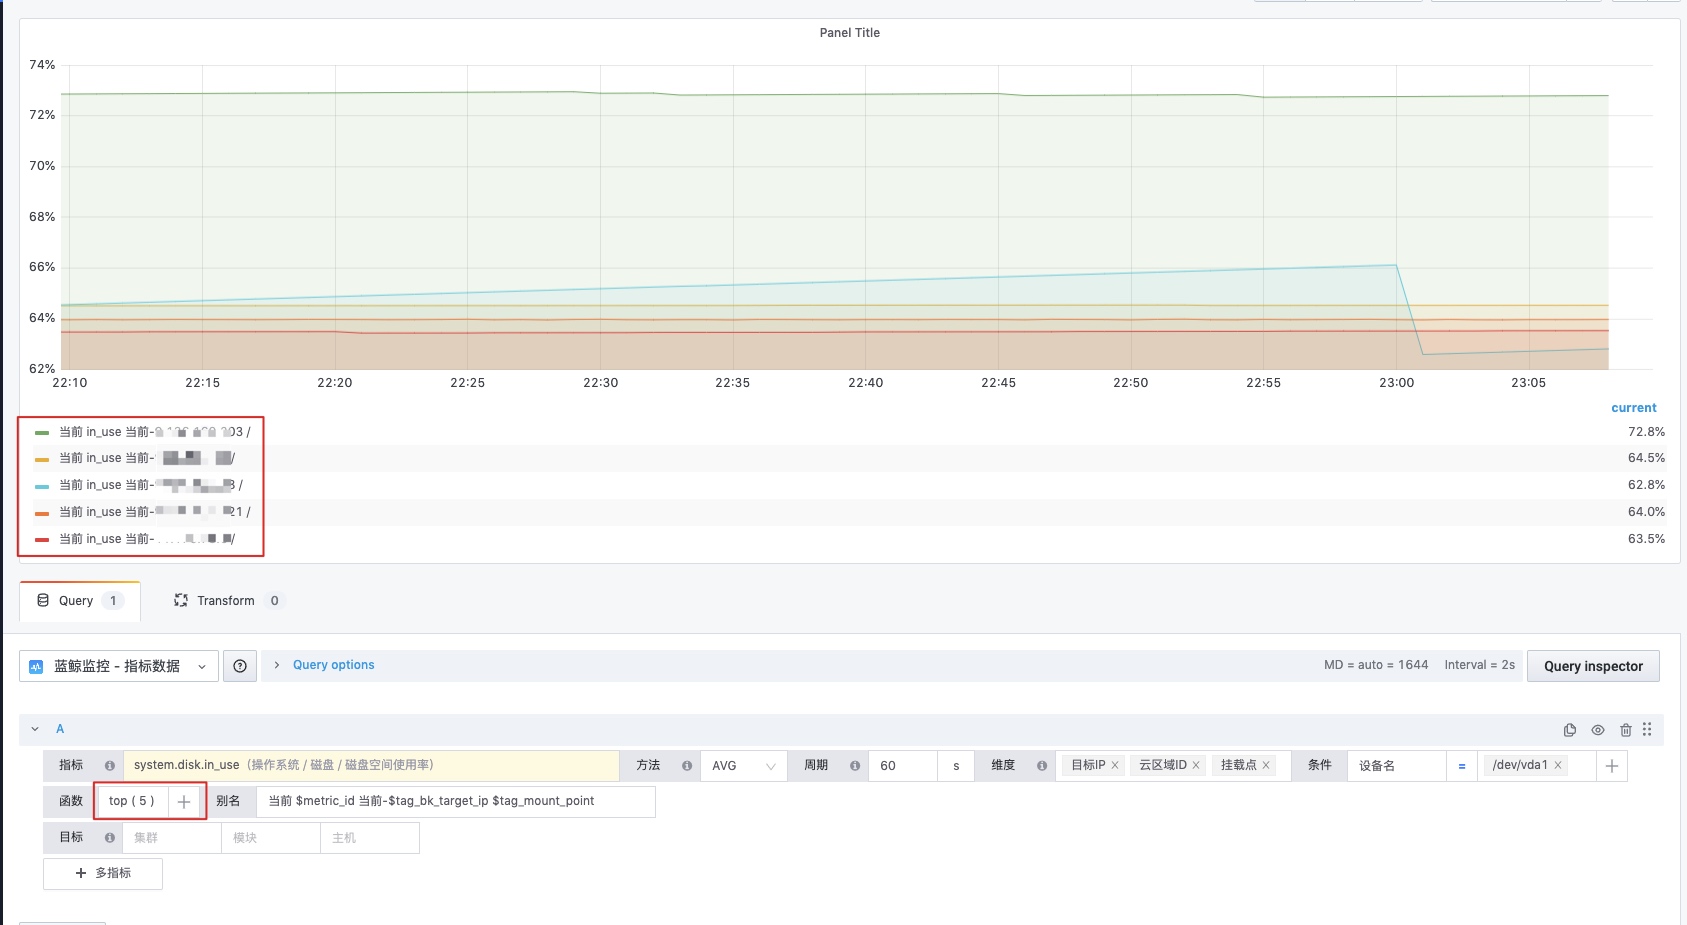 Panel Title
74%
72%
70%
68%
66%
64%
62%
22:10 22:15 22:20 22:25 22:30 22:35 22:40 22:45 22:50 22:55 23:00 23:05
current
当前 in_use 当前- 03 / 72.8%
当前 in_use 当前- / 64.5%
当前 in_use 当前- / 62.8%
当前 in_use 当前- 21 / 64.0%
当前 in_use 当前- / 63.5%
Query 1 Transform 0
蓝鲸监控 - 指标数据 Query options MD = auto = 1644 Interval = 2s Query inspector
A
指标 system.disk.in_use（操作系统 / 磁盘 / 磁盘空间使用率） 方法 AVG 周期 60 s 维度 目标IP × 云区域ID × 挂载点 × 条件 设备名 = /dev/vda1 ×
函数 top ( 5 ) 别名 当前 $metric_id 当前-$tag_bk_target_ip $tag_mount_point
目标 集群 模块 主机
+ 多指标